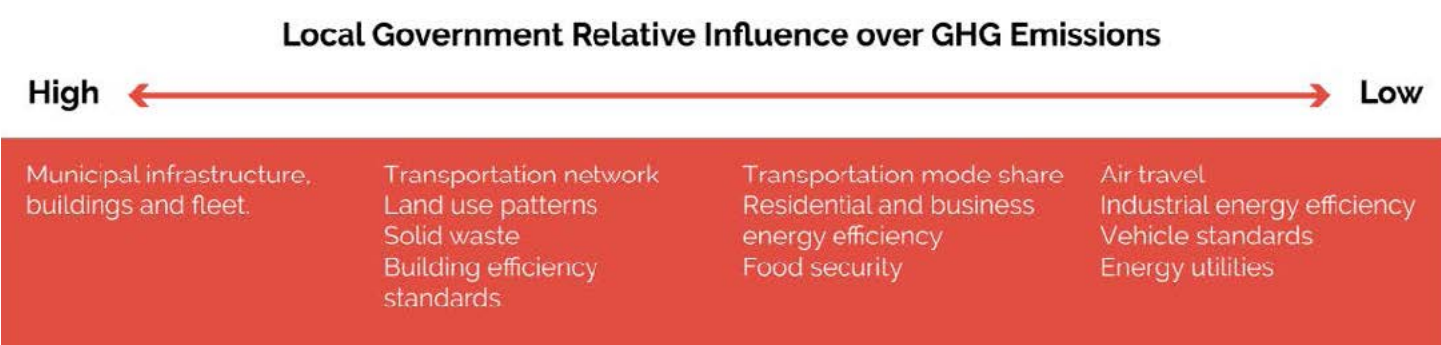 Local Government Relative Influence over GHG Emissions
High
Low
Municipal infrastructure,
buildings and fleet.
Transportation network
Land use patterns
Solid waste
Building efficiency
standards
Transportation mode share
Residential and business
energy efficiency
Food security
Air travel
Industrial energy efficiency
Vehicle standards
Energy utilities